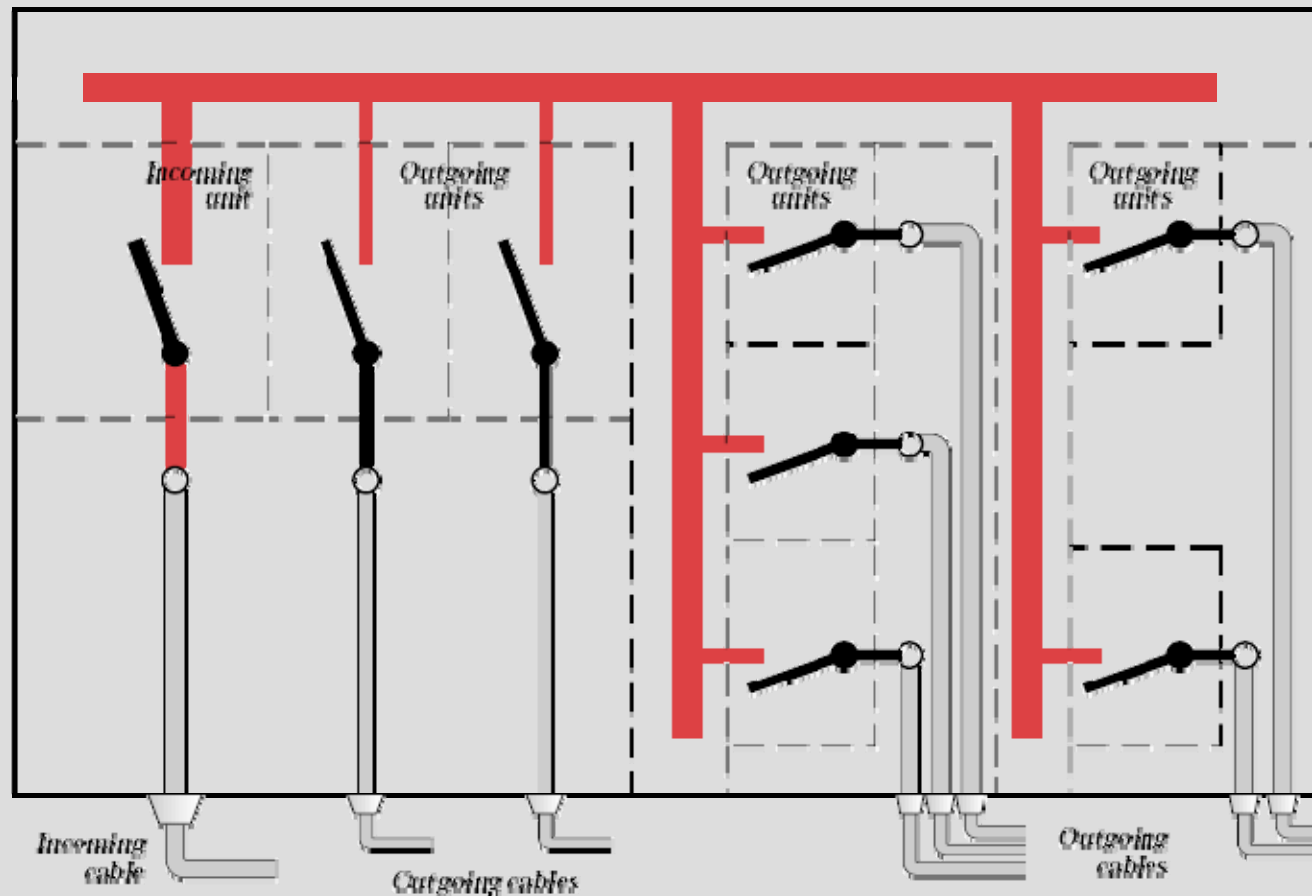 Incoming
unit
Outgoing
units
Outgoing
units
Outgoing
units
Incoming
cable
Outgoing cables
Outgoing
cables